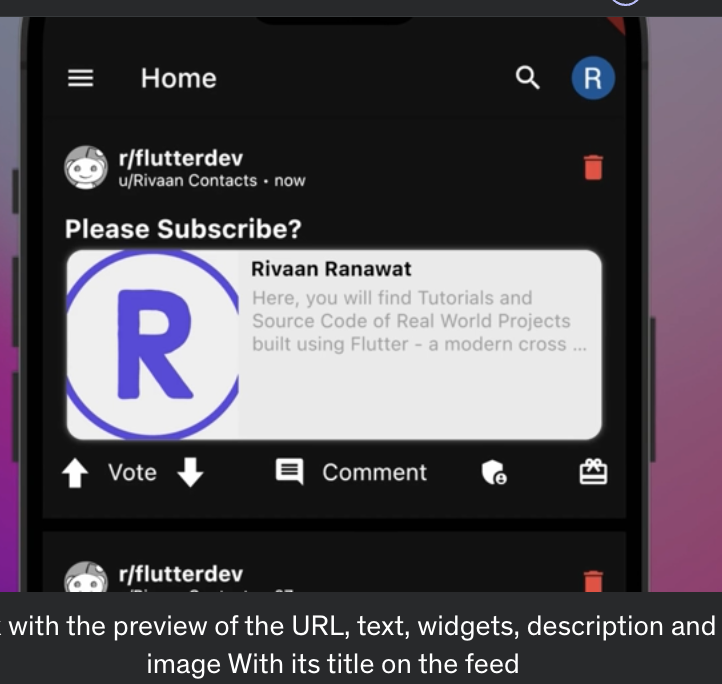 Home
R
r/flutterdev
u/Rivaan Contacts • now
Please Subscribe?
R
Rivaan Ranawat
Here, you will find Tutorials and
Source Code of Real World Projects
built using Flutter - a modern cross ...
Vote
Comment
r/flutterdev
with the preview of the URL, text, widgets, description and
image With its title on the feed